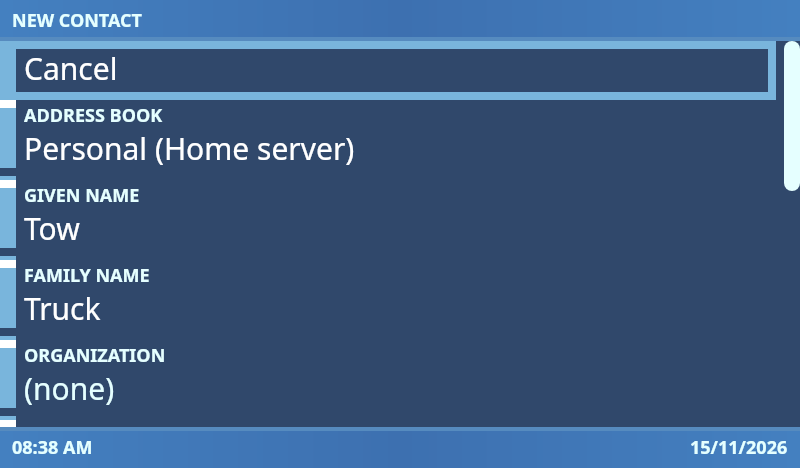 NEW CONTACT
Cancel
ADDRESS BOOK
Personal (Home server)
GIVEN NAME
Tow
FAMILY NAME
Truck
ORGANIZATION
(none)
08:38 AM
15/11/2026